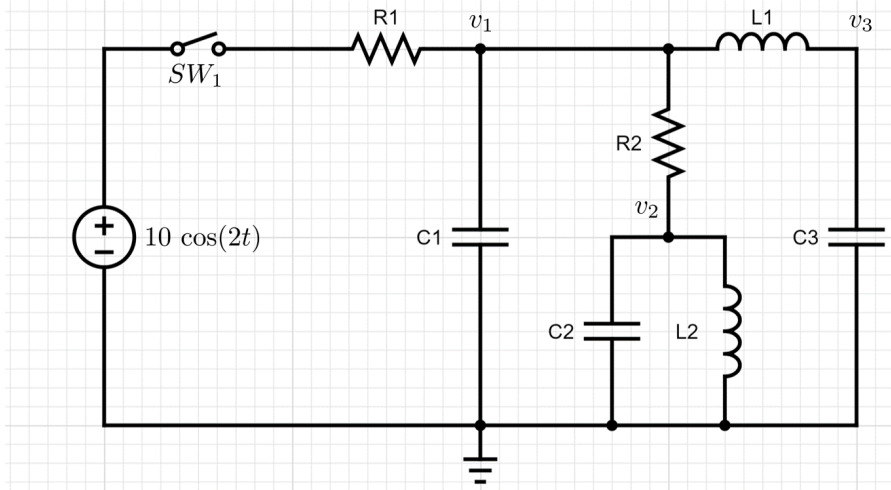 R1
v₁
L1
v₃
SW₁
R2
v₂
10 cos(2t)
C1
C3
C2
L2